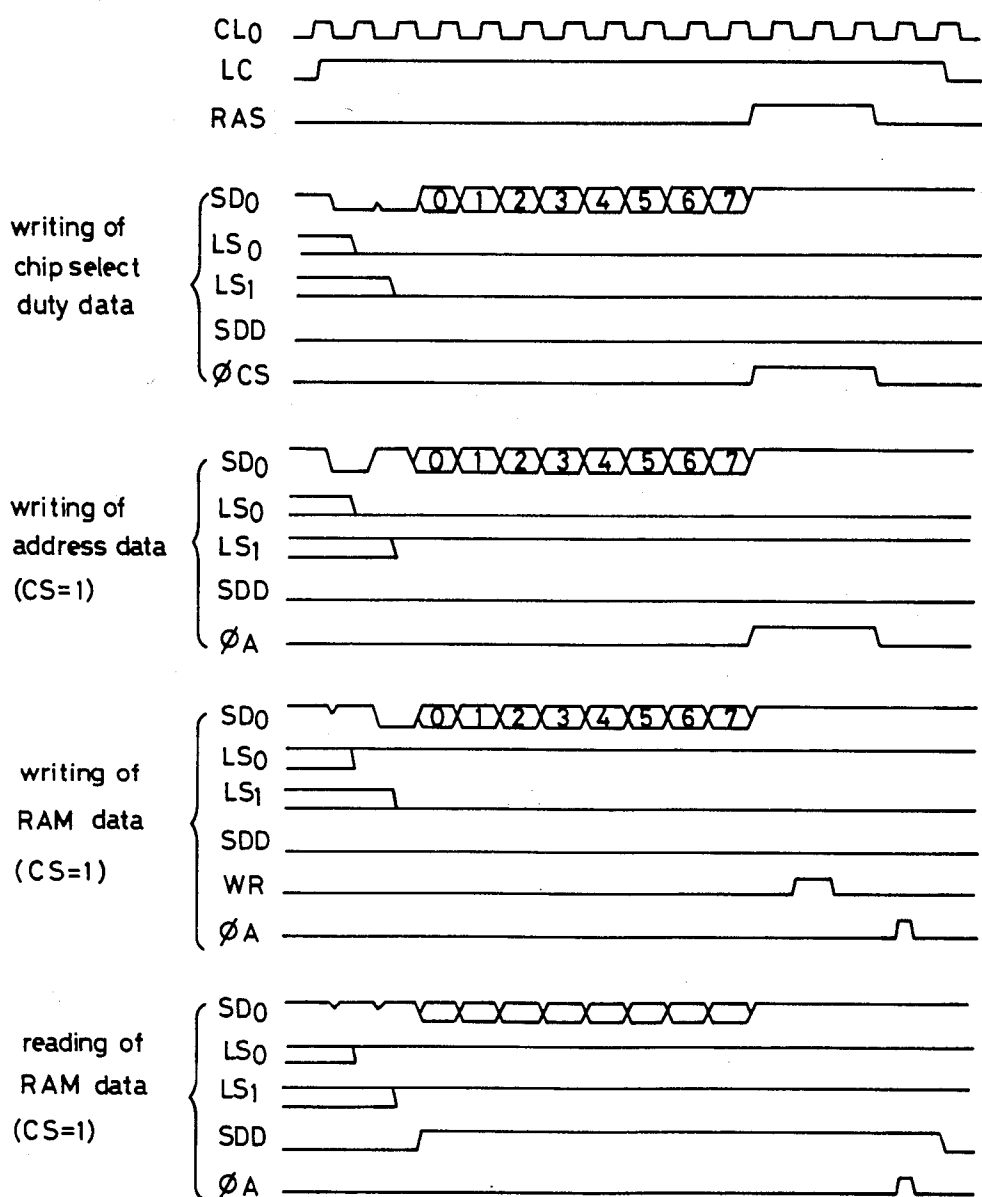 CL0
LC
RAS
writing of
chip select
duty data
SD0 0 1 2 3 4 5 6 7
LS0
LS1
SDD
ØCS
writing of
address data
(CS=1)
SD0 0 1 2 3 4 5 6 7
LS0
LS1
SDD
ØA
writing of
RAM data
(CS=1)
SD0 0 1 2 3 4 5 6 7
LS0
LS1
SDD
WR
ØA
reading of
RAM data
(CS=1)
SD0
LS0
LS1
SDD
ØA